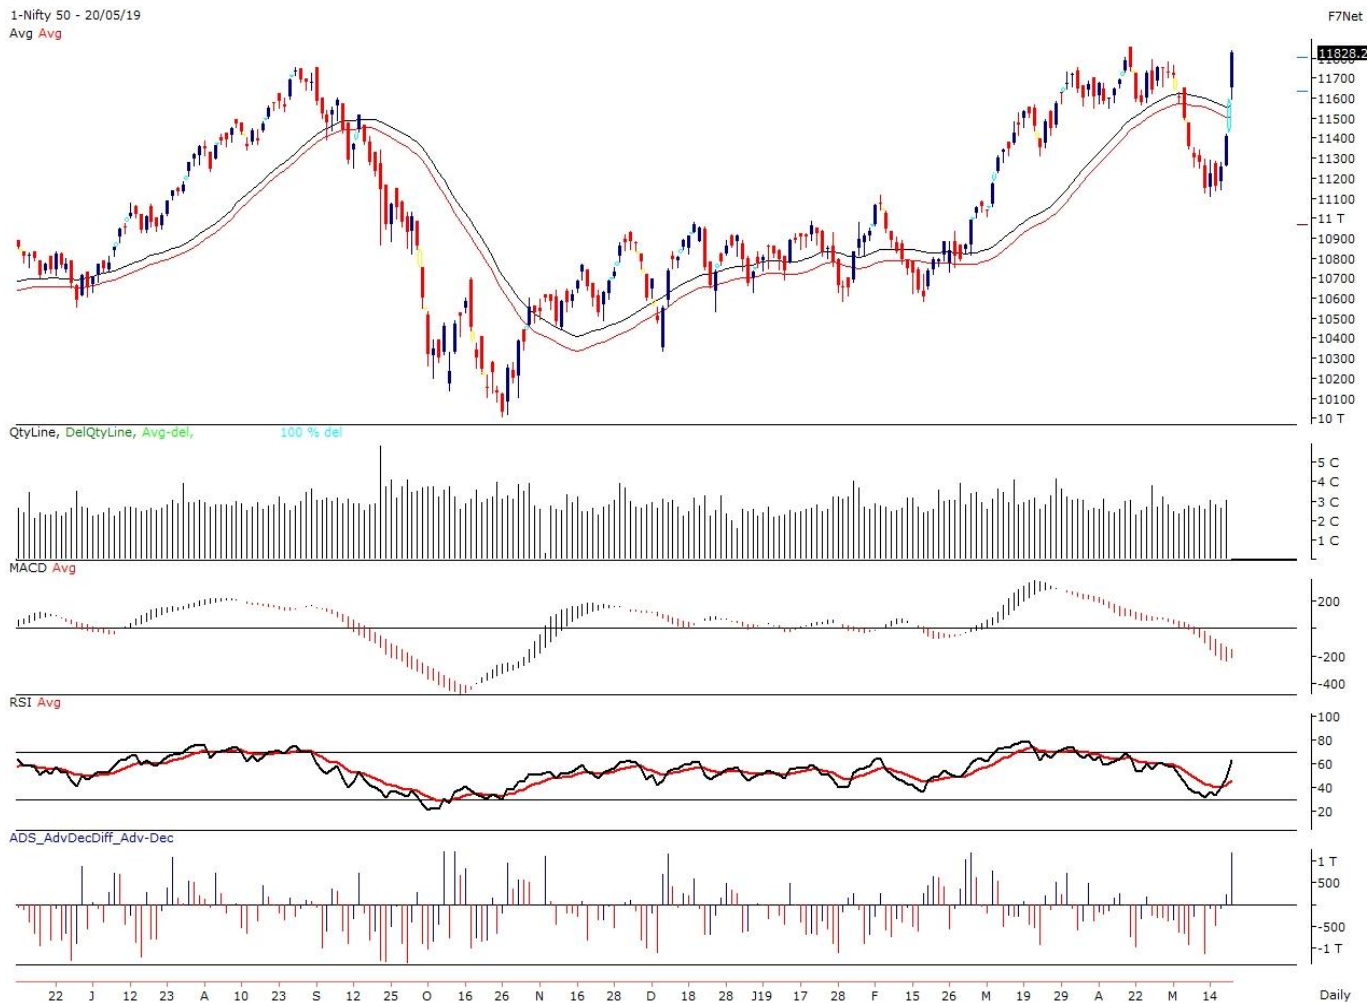 1-Nifty 50 - 20/05/19
F7Net
Avg Avg
11828.2
11800
11700
11600
11500
11400
11300
11200
11100
11 T
10900
10800
10700
10600
10500
10400
10300
10200
10100
10 T
QtyLine, DelQtyLine, Avg-del, 100 % del
5 C
4 C
3 C
2 C
1 C
MACD Avg
200
-200
-400
RSI Avg
100
80
60
40
20
ADS_AdvDecDiff_Adv-Dec
1 T
500
-500
-1 T
22 J 12 23 A 10 23 S 12 25 O 16 26 N 16 28 D 18 28 J19 17 28 F 15 26 M 19 29 A 22 M 14 Daily